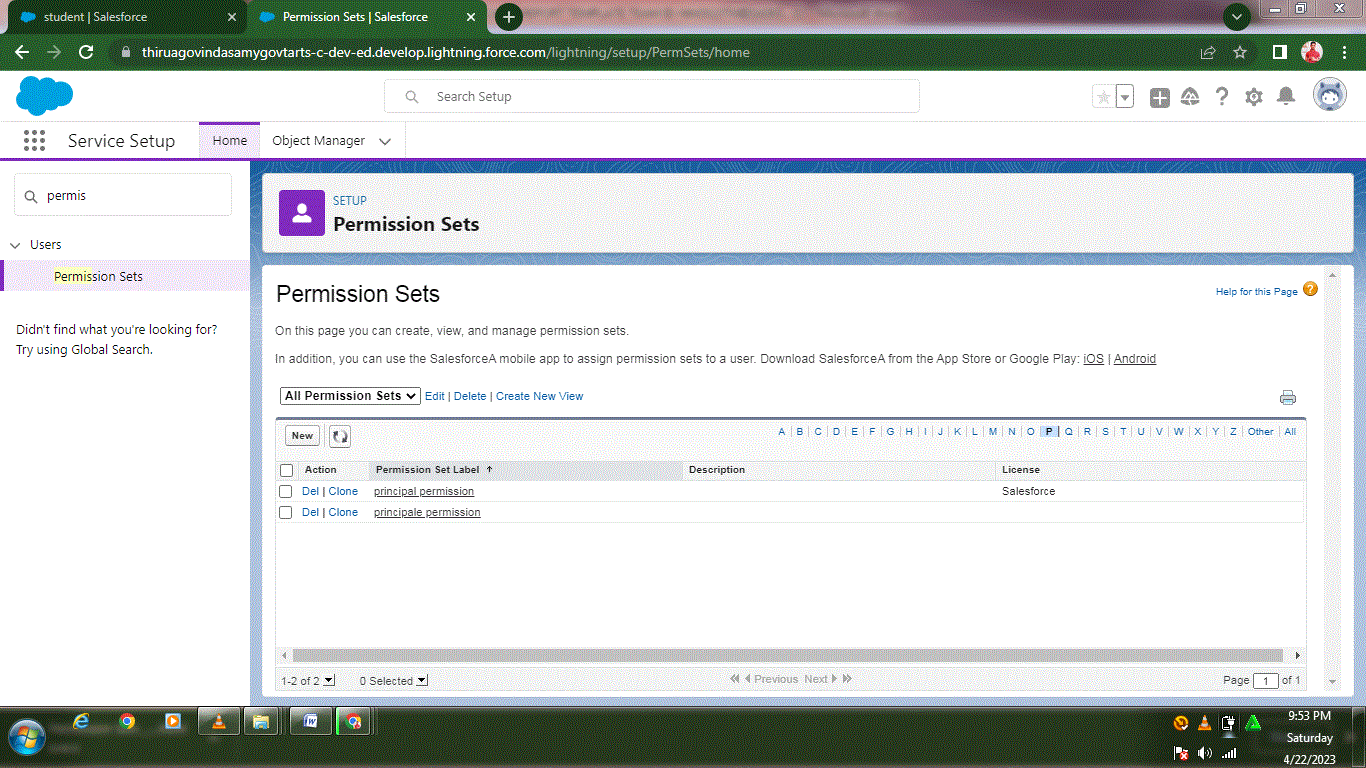 student | Salesforce
Permission Sets | Salesforce
thiruagovindasamygovtarts-c-dev-ed.develop.lightning.force.com/lightning/setup/PermSets/home
Search Setup
Service Setup
Home
Object Manager
permis
Users
Permission Sets
Didn't find what you're looking for?
Try using Global Search.
SETUP
Permission Sets
Permission Sets
Help for this Page
On this page you can create, view, and manage permission sets.
In addition, you can use the SalesforceA mobile app to assign permission sets to a user. Download SalesforceA from the App Store or Google Play: iOS | Android
All Permission Sets Edit | Delete | Create New View
New
A | B | C | D | E | F | G | H | I | J | K | L | M | N | O | P | Q | R | S | T | U | V | W | X | Y | Z | Other | All
Action Permission Set Label Description License
Del | Clone principal permission Salesforce
Del | Clone principale permission
1-2 of 2 0 Selected Previous Next Page 1 of 1
9:53 PM
Saturday
4/22/2023